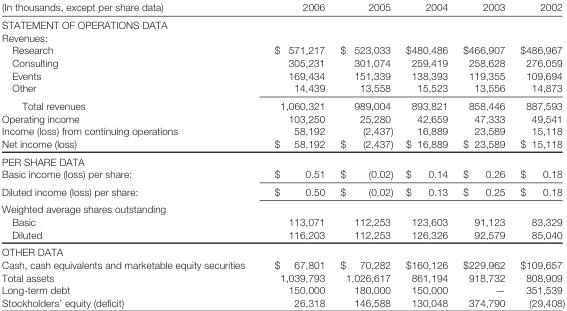 (In thousands, except per share data) 2006 2005 2004 2003 2002
STATEMENT OF OPERATIONS DATA
Revenues:
Research $ 571,217 $ 523,033 $480,486 $466,907 $486,967
Consulting 305,231 301,074 259,419 258,628 276,059
Events 169,434 151,339 138,393 119,355 109,694
Other 14,439 13,558 15,523 13,556 14,873
Total revenues 1,060,321 989,004 893,821 858,446 887,593
Operating income 103,250 25,280 42,659 47,333 49,541
Income (loss) from continuing operations 58,192 (2,437) 16,889 23,589 15,118
Net income (loss) $ 58,192 $ (2,437) $ 16,889 $ 23,589 $ 15,118
PER SHARE DATA
Basic income (loss) per share: $ 0.51 $ (0.02) $ 0.14 $ 0.26 $ 0.18
Diluted income (loss) per share: $ 0.50 $ (0.02) $ 0.13 $ 0.25 $ 0.18
Weighted average shares outstanding
Basic 113,071 112,253 123,603 91,123 83,329
Diluted 116,203 112,253 126,326 92,579 85,040
OTHER DATA
Cash, cash equivalents and marketable equity securities $ 67,801 $ 70,282 $160,126 $229,962 $109,657
Total assets 1,039,793 1,026,617 861,194 918,732 808,909
Long-term debt 150,000 180,000 150,000 — 351,539
Stockholders' equity (deficit) 26,318 146,588 130,048 374,790 (29,408)